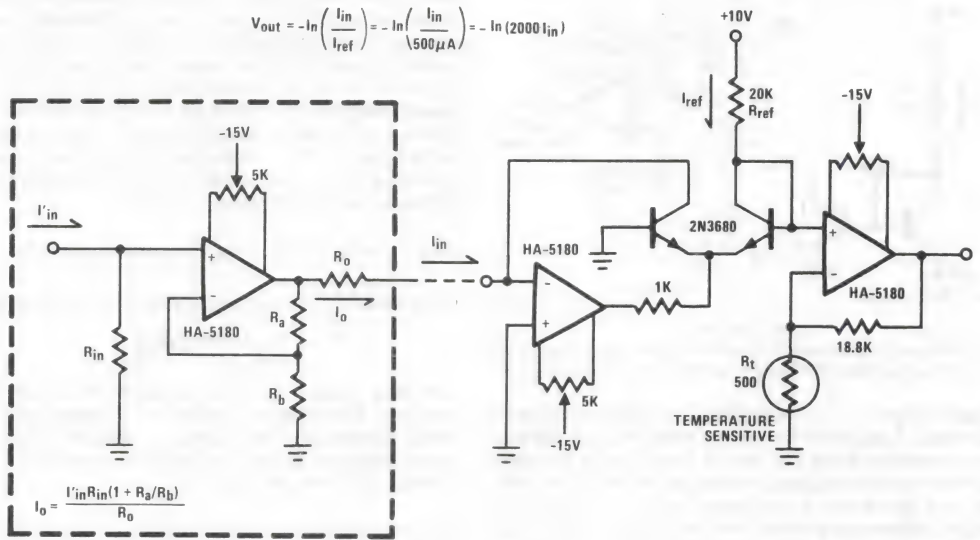 Vout = -ln(Iin/Iref) = -ln(Iin/500µA) = -ln (2000 Iin)
+10V
Iref
20K
Rref
-15V
-15V
5K
I'in
+
-
HA-5180
Ro
Io
Ra
Rb
Rin
Iin
HA-5180
-
+
2N3680
1K
5K
-15V
+
-
HA-5180
18.8K
Rt
500
TEMPERATURE
SENSITIVE
Io = I'inRin(1 + Ra/Rb)/Ro